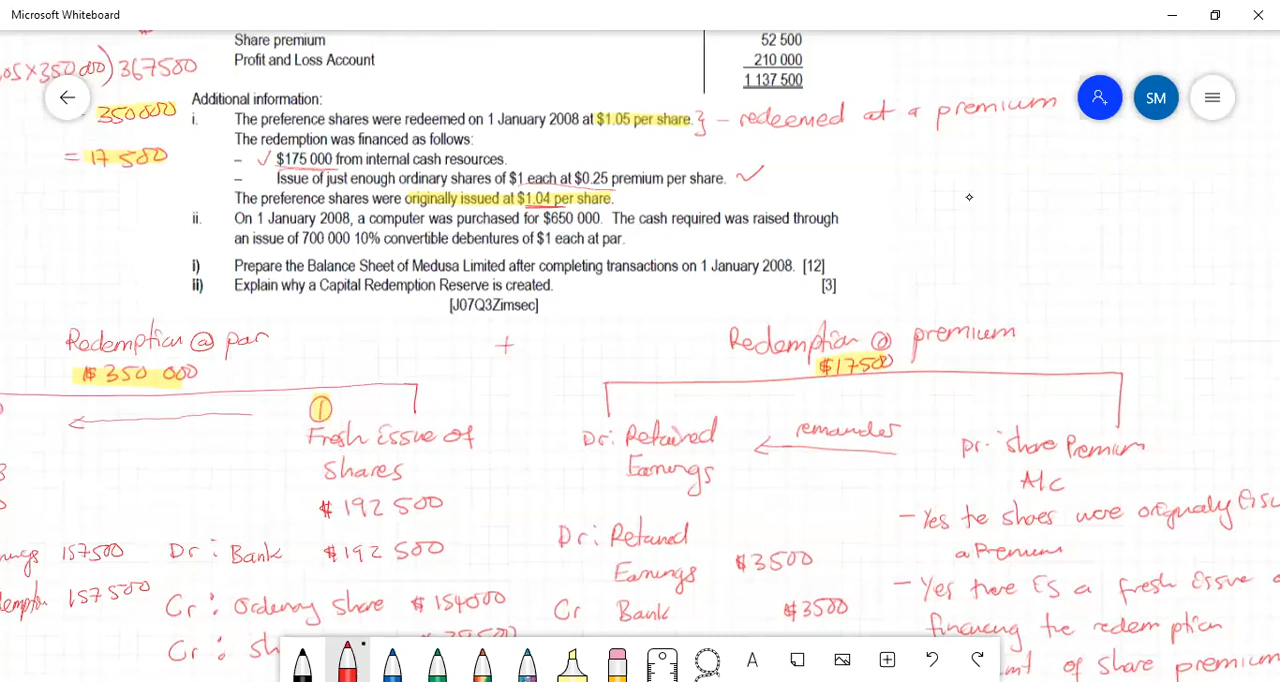 Microsoft Whiteboard
Share premium 52 500
05 x 350 000) 367500
Profit and Loss Account 210 000
1 137 500
Additional information:
350000
i. The preference shares were redeemed on 1 January 2008 at $1.05 per share. } - redeemed at a premium
SM
The redemption was financed as follows:
= 17 500
– ✓ $175 000 from internal cash resources.
– Issue of just enough ordinary shares of $1 each at $0.25 premium per share. ✓
The preference shares were originally issued at $1.04 per share.
ii. On 1 January 2008, a computer was purchased for $650 000. The cash required was raised through
an issue of 700 000 10% convertible debentures of $1 each at par.
i) Prepare the Balance Sheet of Medusa Limited after completing transactions on 1 January 2008. [12]
ii) Explain why a Capital Redemption Reserve is created. [3]
[J07Q3Zimsec]
Redemption @ par + Redemption @ premium
$ 350 000 $17500
1
Fresh issue of
Shares
$ 192 500
Dr: Retained
Earnings
remainder
Dr: Share Premium
A/c
157500
Dr: Bank $ 192 500
157500
Cr: Ordinary Share $ 154000
Cr:
Dr: Retained
Earnings $3500
Cr Bank $3500
- Yes the shares were originally
a Premium
- Yes there is a fresh issue
financing the redemption
of share premium
A